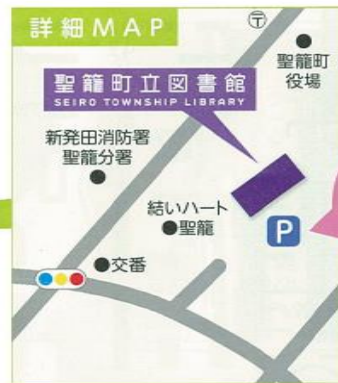 詳細MAP
〒
聖籠町
役場
聖籠町立図書館
SEIRO TOWNSHIP LIBRARY
新発田消防署
聖籠分署
結いハート
聖籠
P
交番